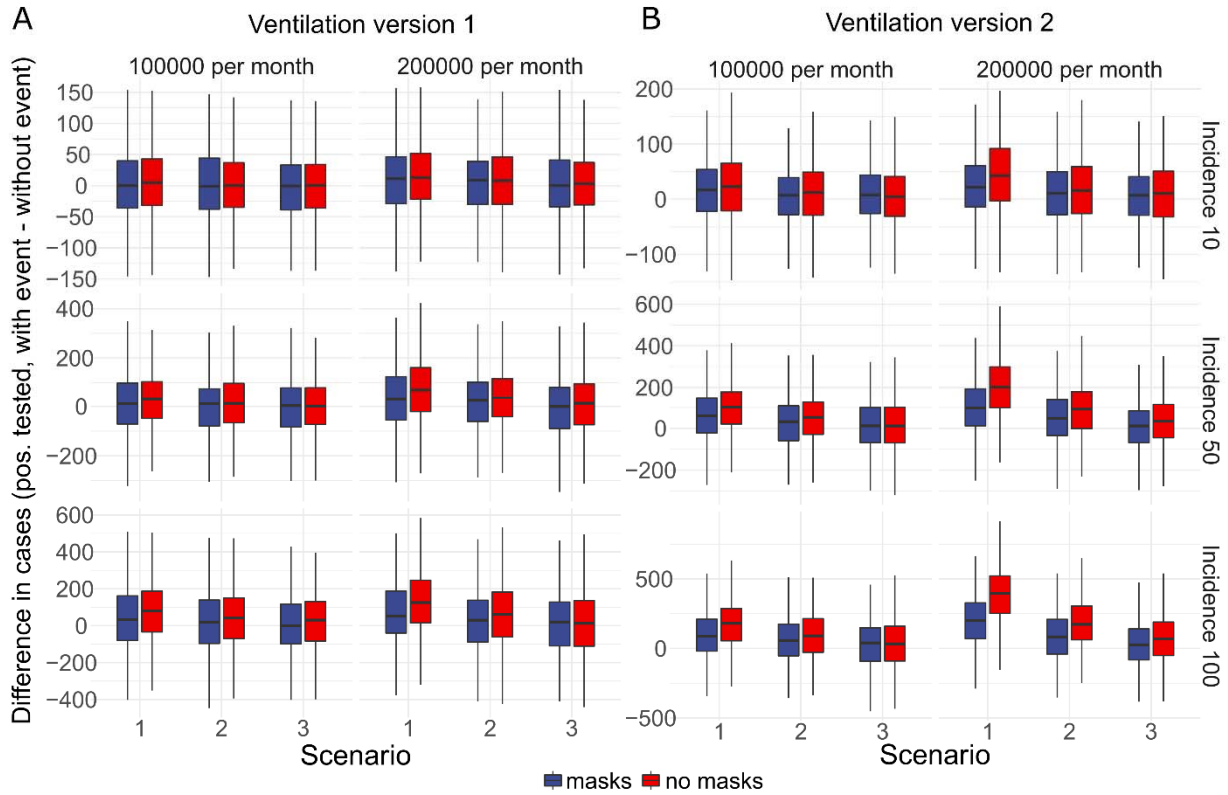 A
Ventilation version 1
B
Ventilation version 2
100000 per month
200000 per month
100000 per month
200000 per month
Difference in cases (pos. tested, with event - without event)
150
100
50
0
−50
−100
−150
400
200
0
−200
600
400
200
0
−200
−400
200
100
0
−100
600
400
200
0
−200
500
0
−500
Incidence 10
Incidence 50
Incidence 100
1 2 3 1 2 3
1 2 3 1 2 3
Scenario
Scenario
masks no masks